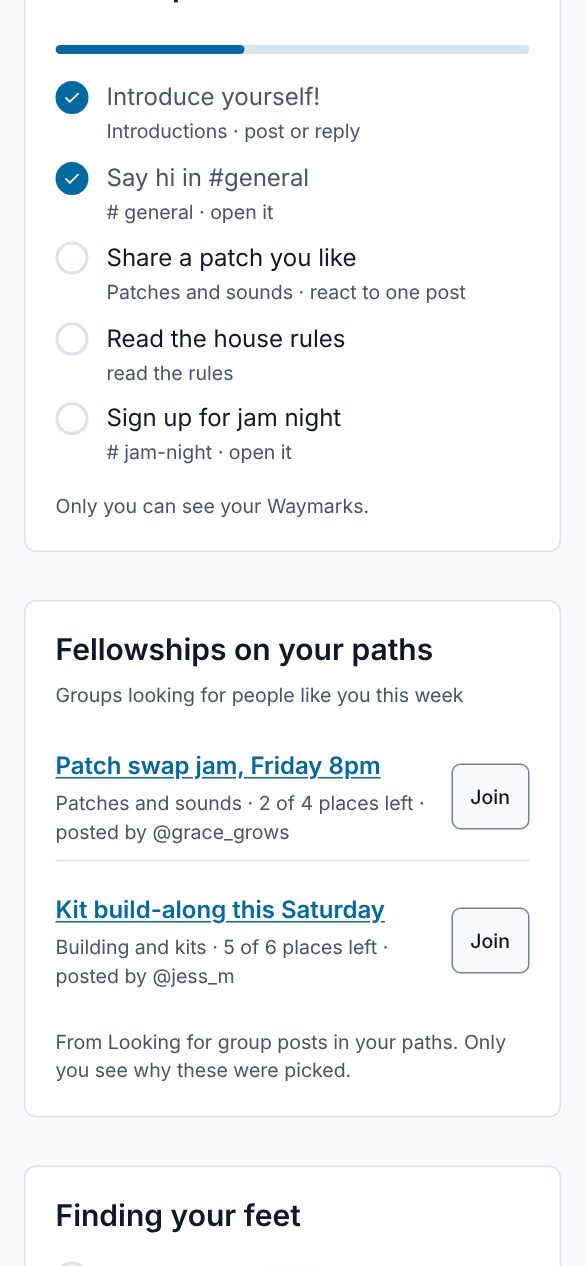 Introduce yourself!
Introductions · post or reply
Say hi in #general
# general · open it
Share a patch you like
Patches and sounds · react to one post
Read the house rules
read the rules
Sign up for jam night
# jam-night · open it
Only you can see your Waymarks.
Fellowships on your paths
Groups looking for people like you this week
Patch swap jam, Friday 8pm
Patches and sounds · 2 of 4 places left ·
posted by @grace_grows
Join
Kit build-along this Saturday
Building and kits · 5 of 6 places left ·
posted by @jess_m
Join
From Looking for group posts in your paths. Only
you see why these were picked.
Finding your feet